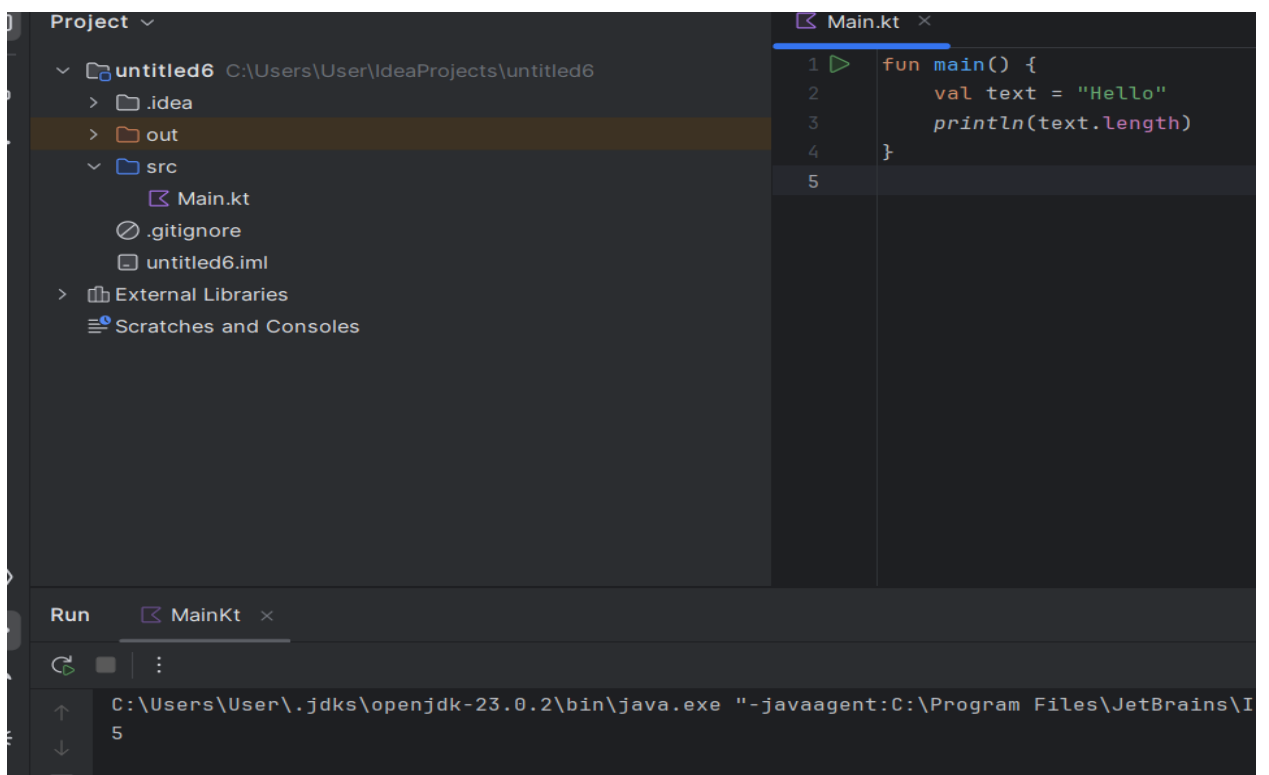 Project
untitled6 C:\Users\User\IdeaProjects\untitled6
.idea
out
src
Main.kt
.gitignore
untitled6.iml
External Libraries
Scratches and Consoles
Main.kt
1 fun main() {
2     val text = "Hello"
3     println(text.length)
4 }
5
Run MainKt
C:\Users\User\.jdks\openjdk-23.0.2\bin\java.exe "-javaagent:C:\Program Files\JetBrains\I
5